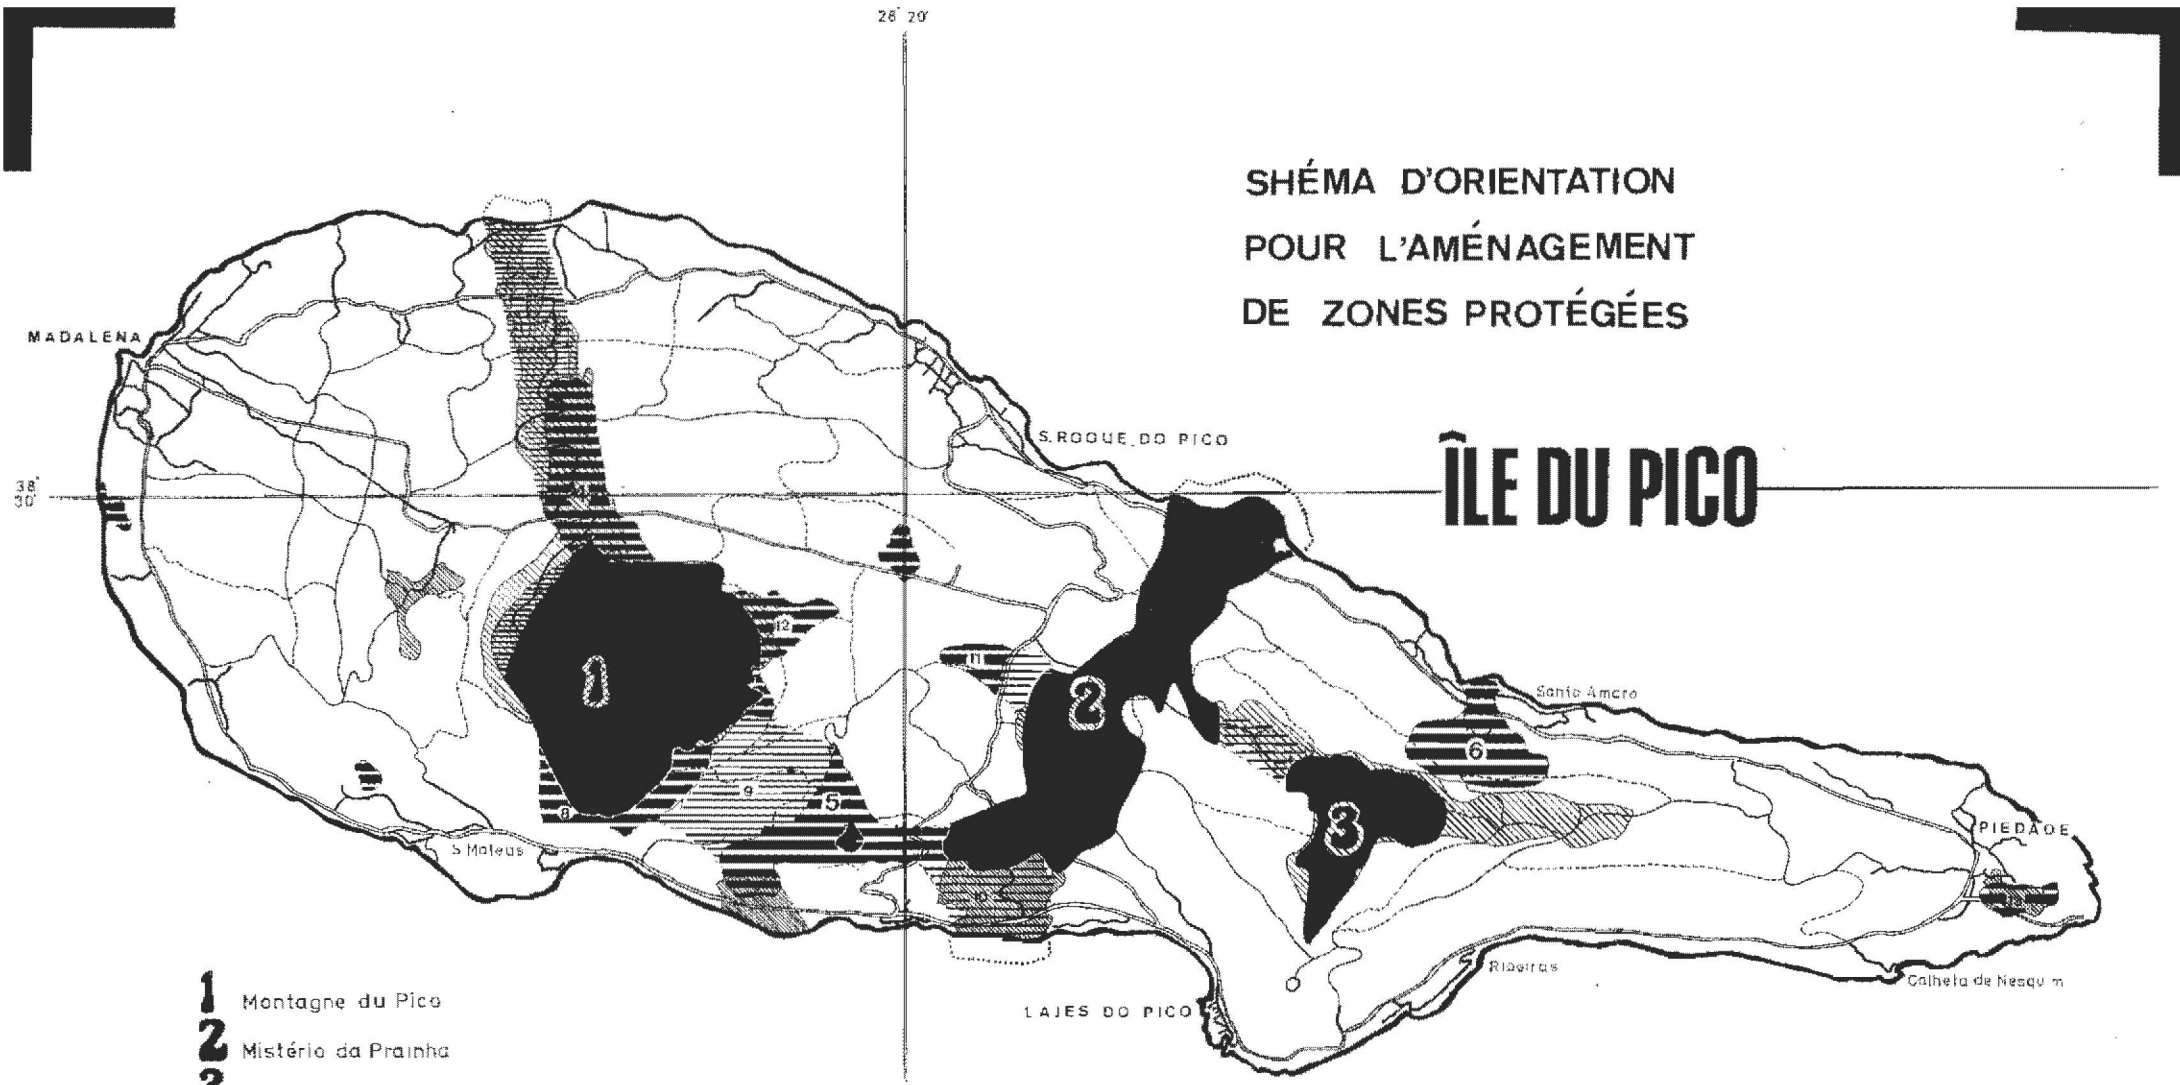 28° 20'
SHÉMA D'ORIENTATION
POUR L'AMÉNAGEMENT
DE ZONES PROTÉGÉES
MADALENA
S. ROQUE DO PICO
ÎLE DU PICO
38°
30'
12
11
1
2
Santo Amaro
6
9
5
8
3
S. Mateus
PIEDADE
10
Ribeiras
Calheta de Nesquim
LAJES DO PICO
1 Montagne du Pico
2 Mistério da Prainha
3